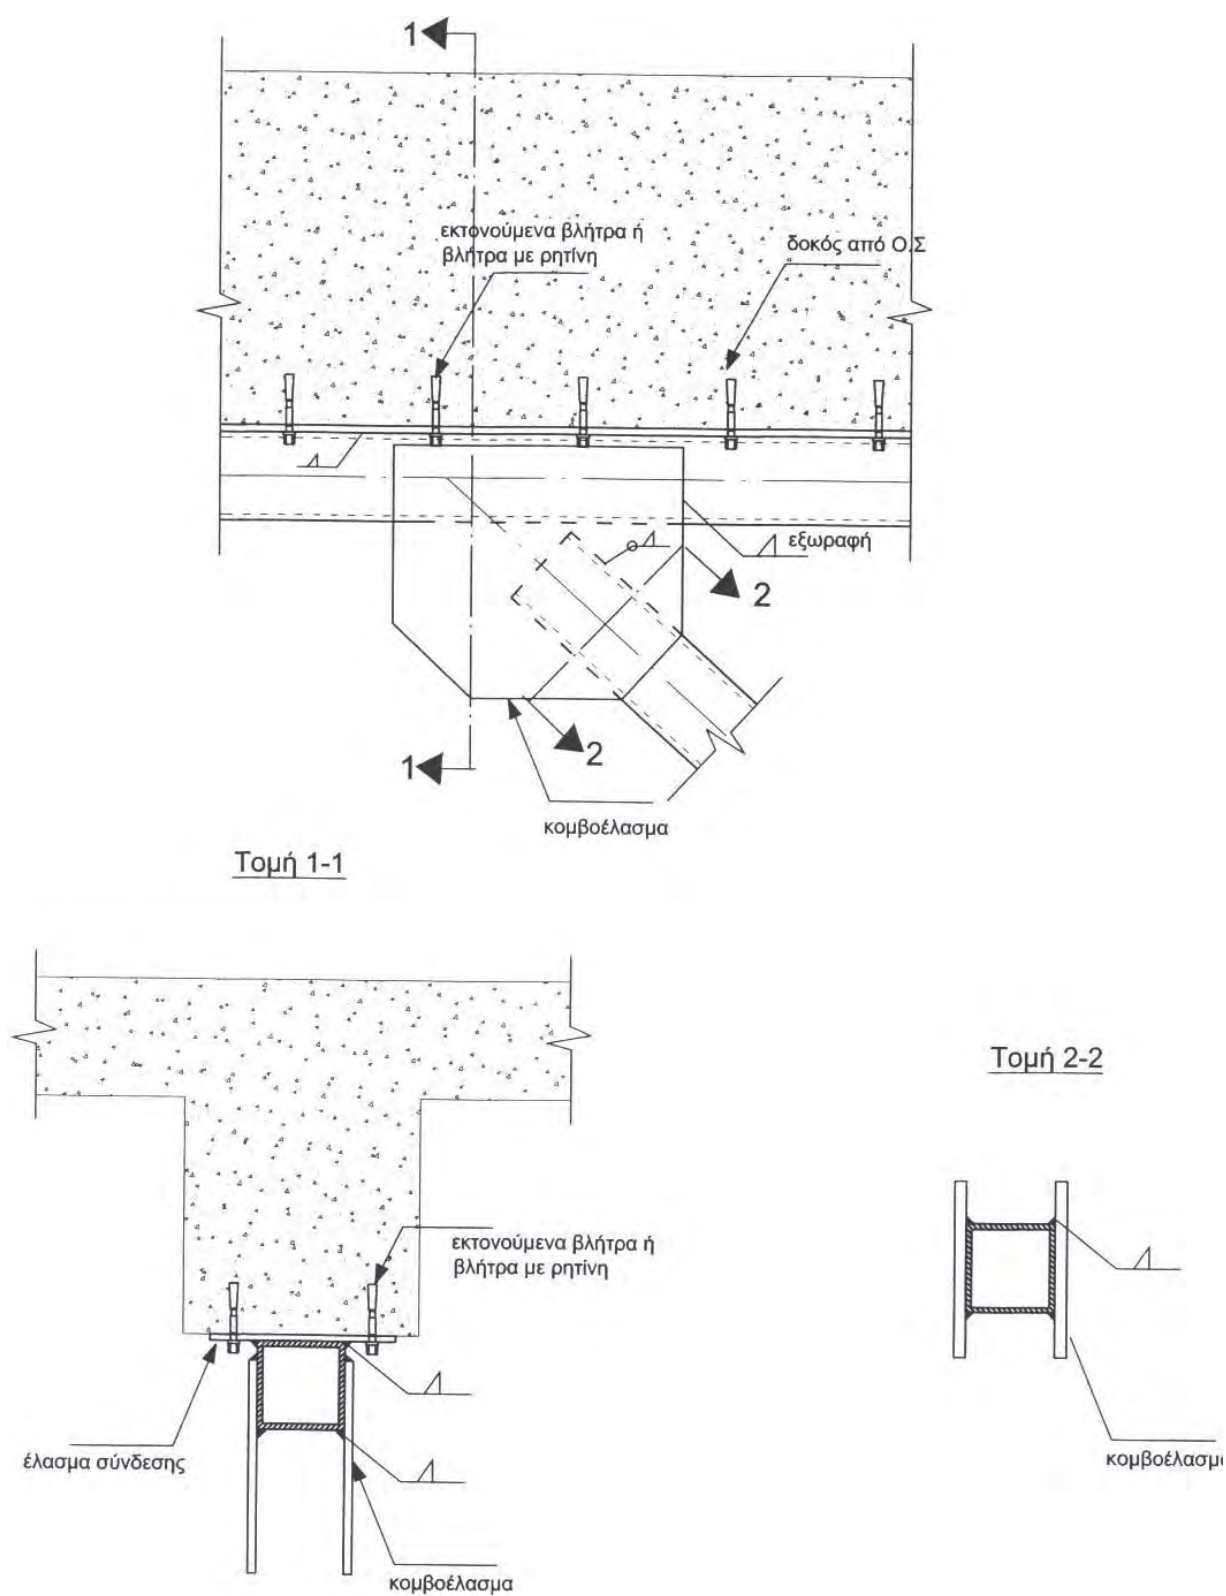 1
εκτονούμενα βλήτρα ή
βλήτρα με ρητίνη
δοκός από Ο.Σ
εξωραφή
2
2
1
κομβοέλασμα
Τομή 1-1
Τομή 2-2
εκτονούμενα βλήτρα ή
βλήτρα με ρητίνη
έλασμα σύνδεσης
κομβοέλασμα
κομβοέλασμα